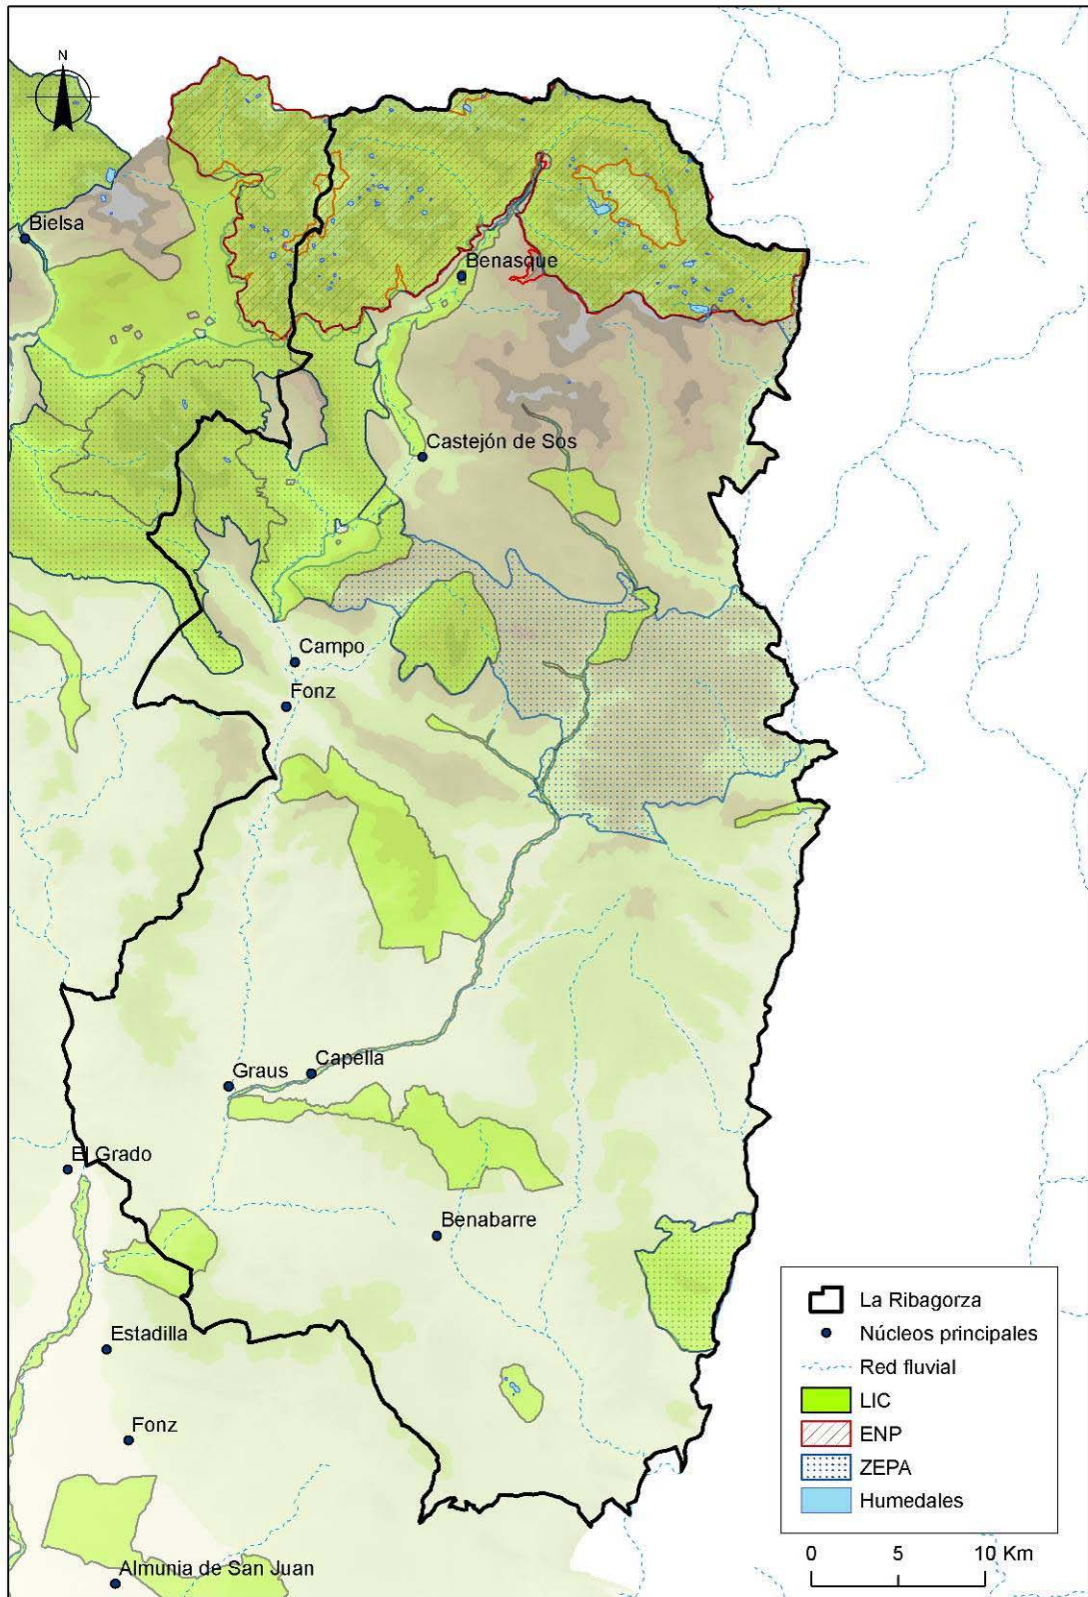 N
Bielsa
Benasque
Castejón de Sos
Campo
Fonz
Capella
Graus
El Grado
Benabarre
Estadilla
Fonz
Almunia de San Juan
La Ribagorza
Núcleos principales
Red fluvial
LIC
ENP
ZEPA
Humedales
0 5 10 Km